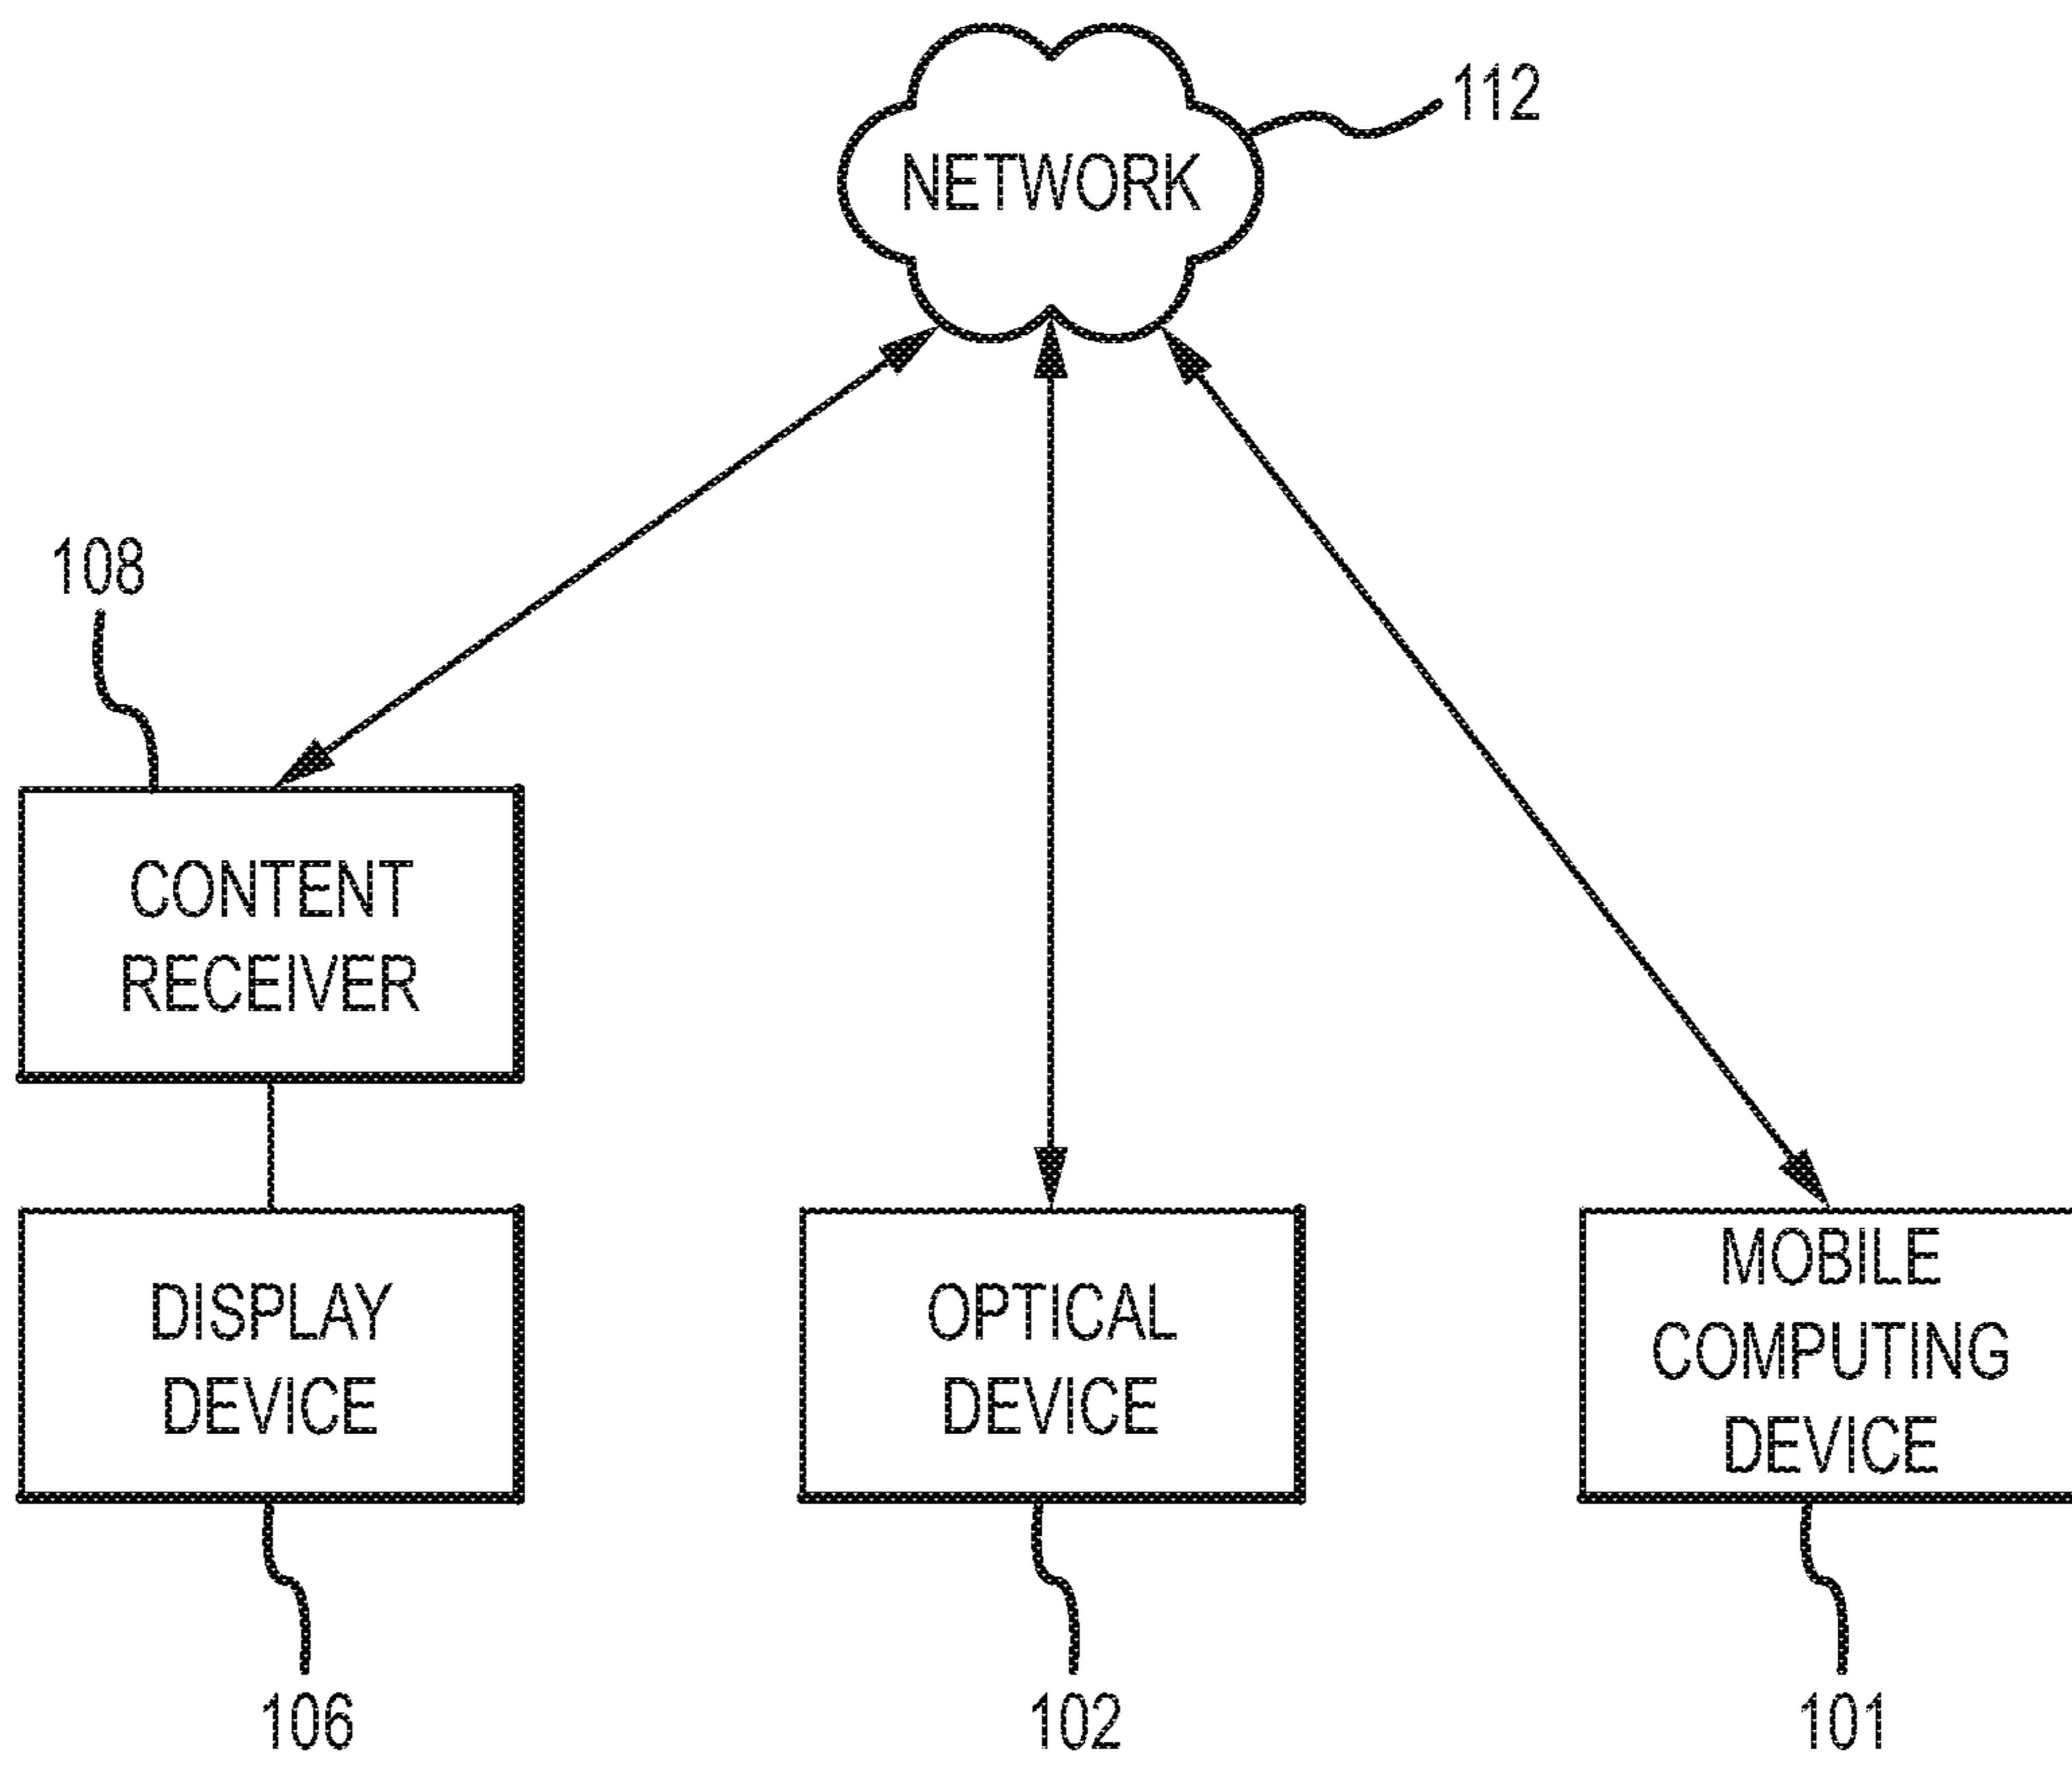 112
NETWORK
108
CONTENT
RECEIVER
DISPLAY
DEVICE
OPTICAL
DEVICE
MOBILE
COMPUTING
DEVICE
106
102
101